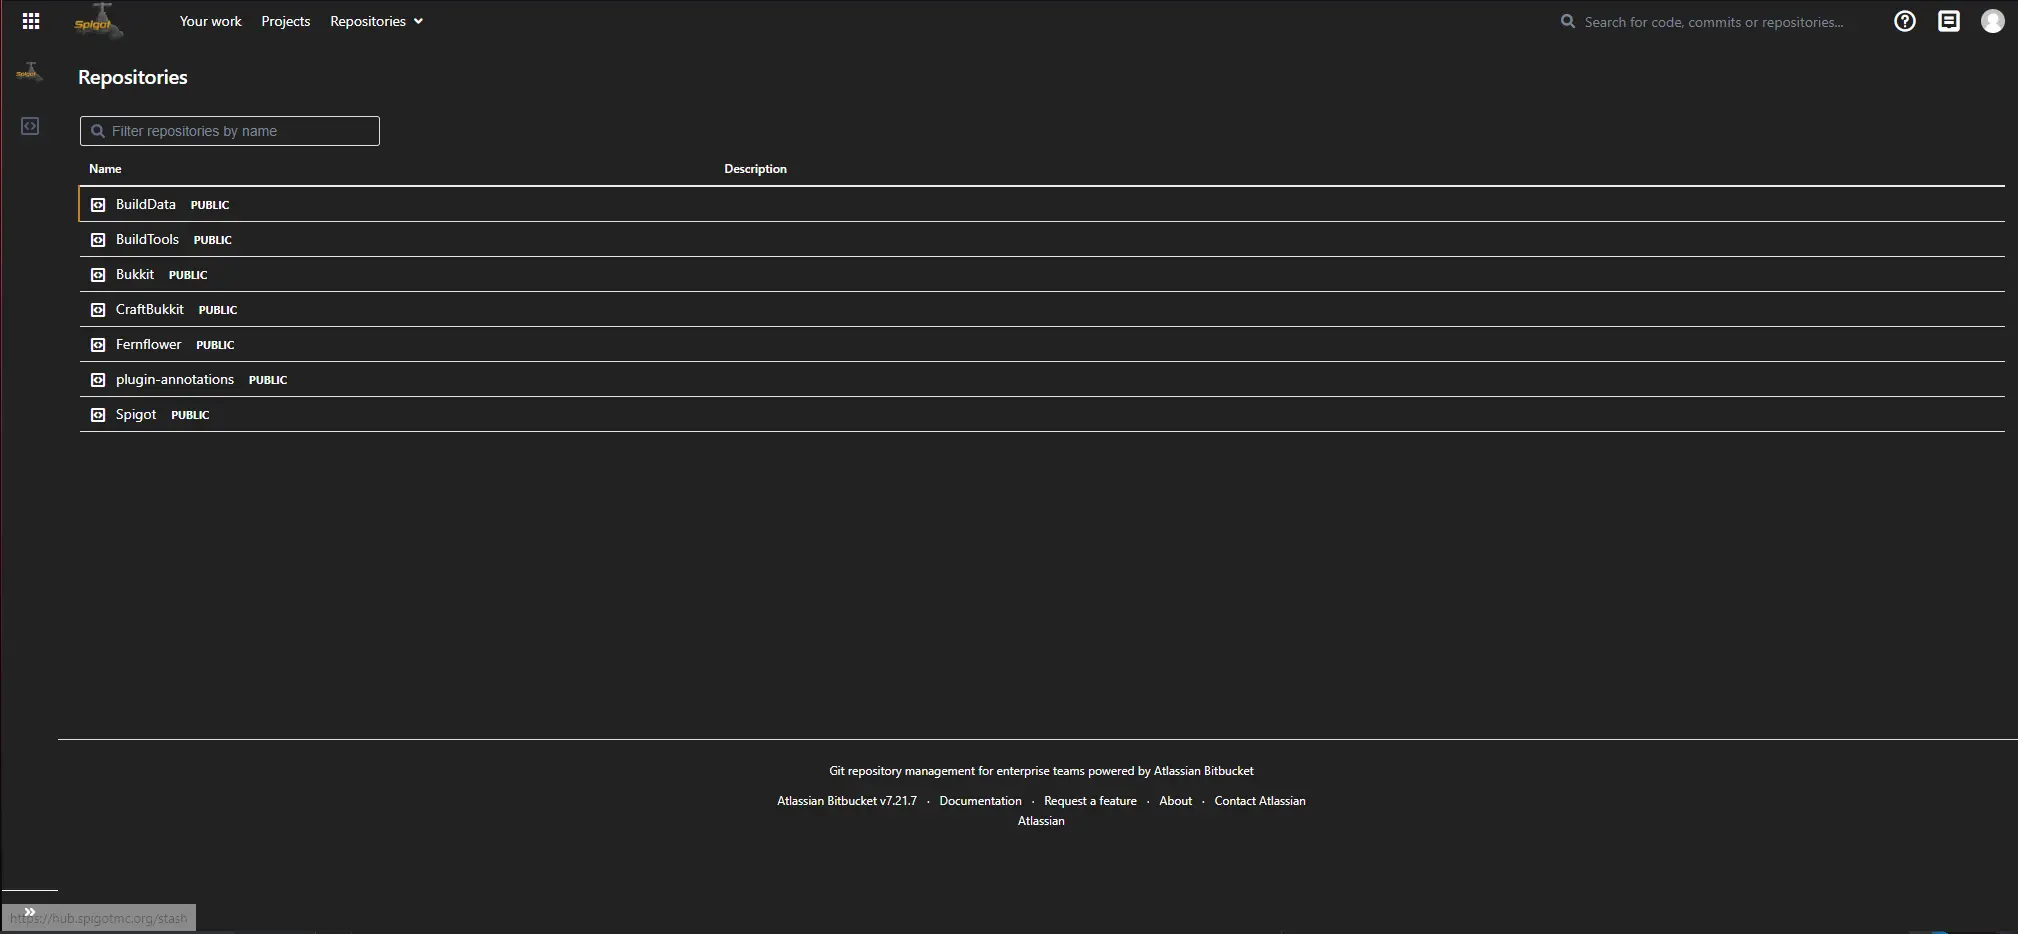 Spigot Your work Projects Repositories Search for code, commits or repositories...
Spigot Repositories
Filter repositories by name
Name Description
BuildData PUBLIC
BuildTools PUBLIC
Bukkit PUBLIC
CraftBukkit PUBLIC
Fernflower PUBLIC
plugin-annotations PUBLIC
Spigot PUBLIC
Git repository management for enterprise teams powered by Atlassian Bitbucket
Atlassian Bitbucket v7.21.7 · Documentation · Request a feature · About · Contact Atlassian
Atlassian
https://hub.spigotmc.org/stash